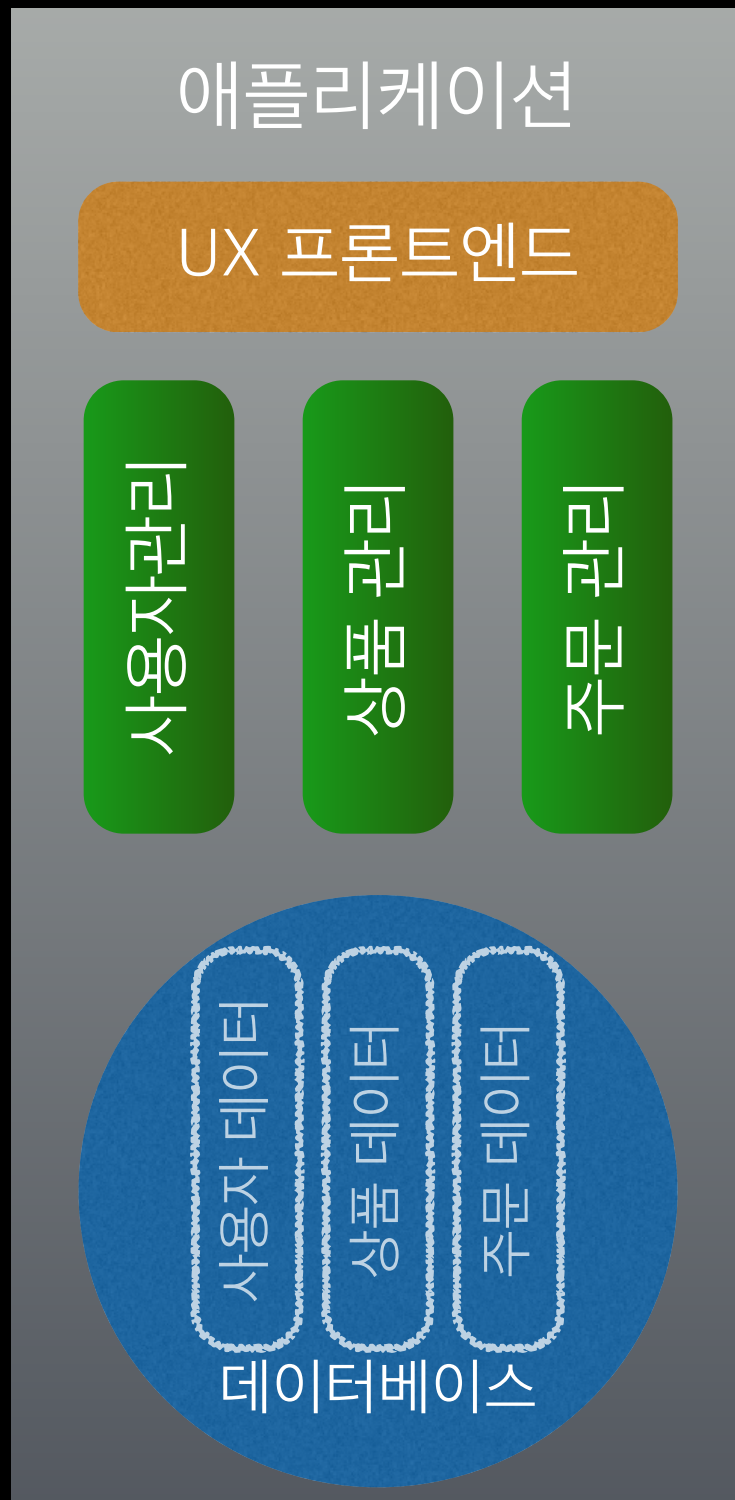 애플리케이션
UX 프론트엔드
사용자관리
상품 관리
주문 관리
사용자 데이터
상품 데이터
주문 데이터
데이터베이스